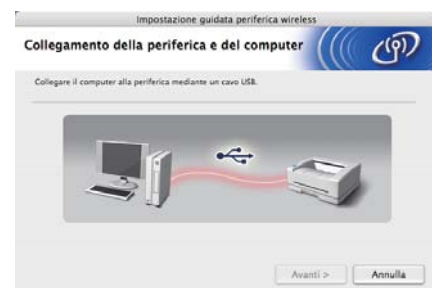 Impostazione guidata periferica wireless
Collegamento della periferica e del computer
Collegare il computer alla periferica mediante un cavo USB.
Avanti >
Annulla